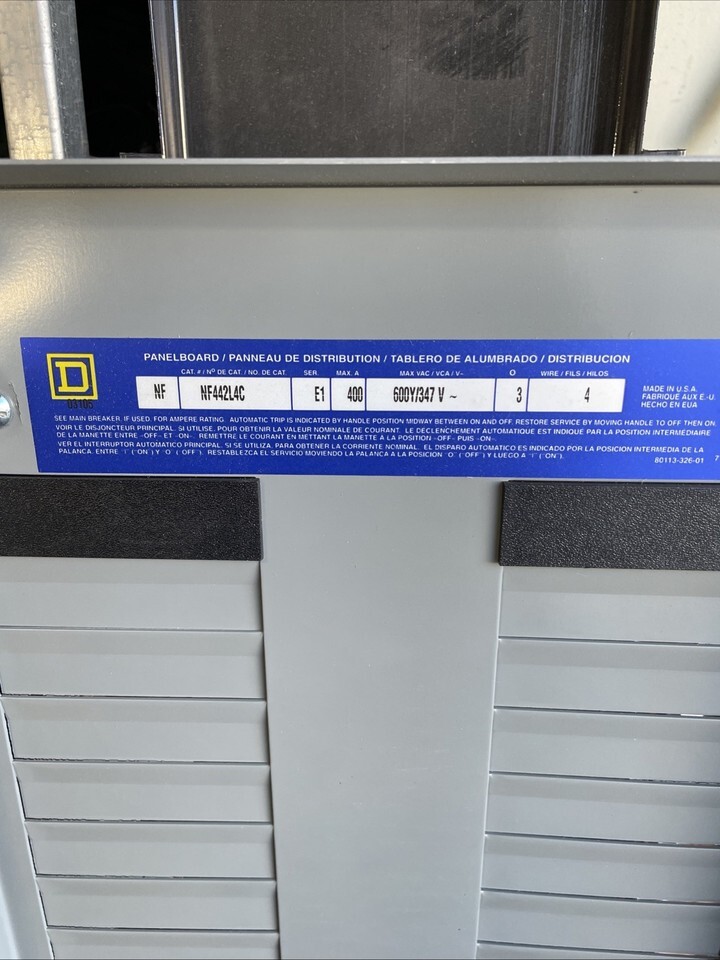 PANELBOARD / PANNEAU DE DISTRIBUTION / TABLERO DE ALUMBRADO / DISTRIBUCION
CAT. # / Nº DE CAT. / NO. DE CAT. SER. MAX. A MAX VAC / VCA / V~ O WIRE / FILS / HILOS
D NF NF442L4C E1 400 600Y/347 V ~ 3 4
03105
MADE IN U.S.A.
FABRIQUE AUX E.-U.
HECHO EN EUA
SEE MAIN BREAKER, IF USED, FOR AMPERE RATING. AUTOMATIC TRIP IS INDICATED BY HANDLE POSITION MIDWAY BETWEEN ON AND OFF. RESTORE SERVICE BY MOVING HANDLE TO OFF THEN ON.
VOIR LE DISJONCTEUR PRINCIPAL, SI UTILISE, POUR OBTENIR LA VALEUR NOMINALE DE COURANT. LE DÉCLENCHEMENT AUTOMATIQUE EST INDIQUE PAR LA POSITION INTERMÉDIAIRE
DE LA MANETTE ENTRE «OFF» ET «ON». REMETTRE LE COURANT EN METTANT LA MANETTE À LA POSITION «OFF» PUIS «ON».
VER EL INTERRUPTOR AUTOMATICO PRINCIPAL, SI SE UTILIZA, PARA OBTENER LA CORRIENTE NOMINAL. EL DISPARO AUTOMATICO ES INDICADO POR LA POSICION INTERMEDIA DE LA
PALANCA, ENTRE "I" ("ON") Y "O" ("OFF"). RESTABLEZCA EL SERVICIO MOVIENDO LA PALANCA A LA POSICION "O" ("OFF") Y LUEGO A "I" ("ON").
80113-326-01 7